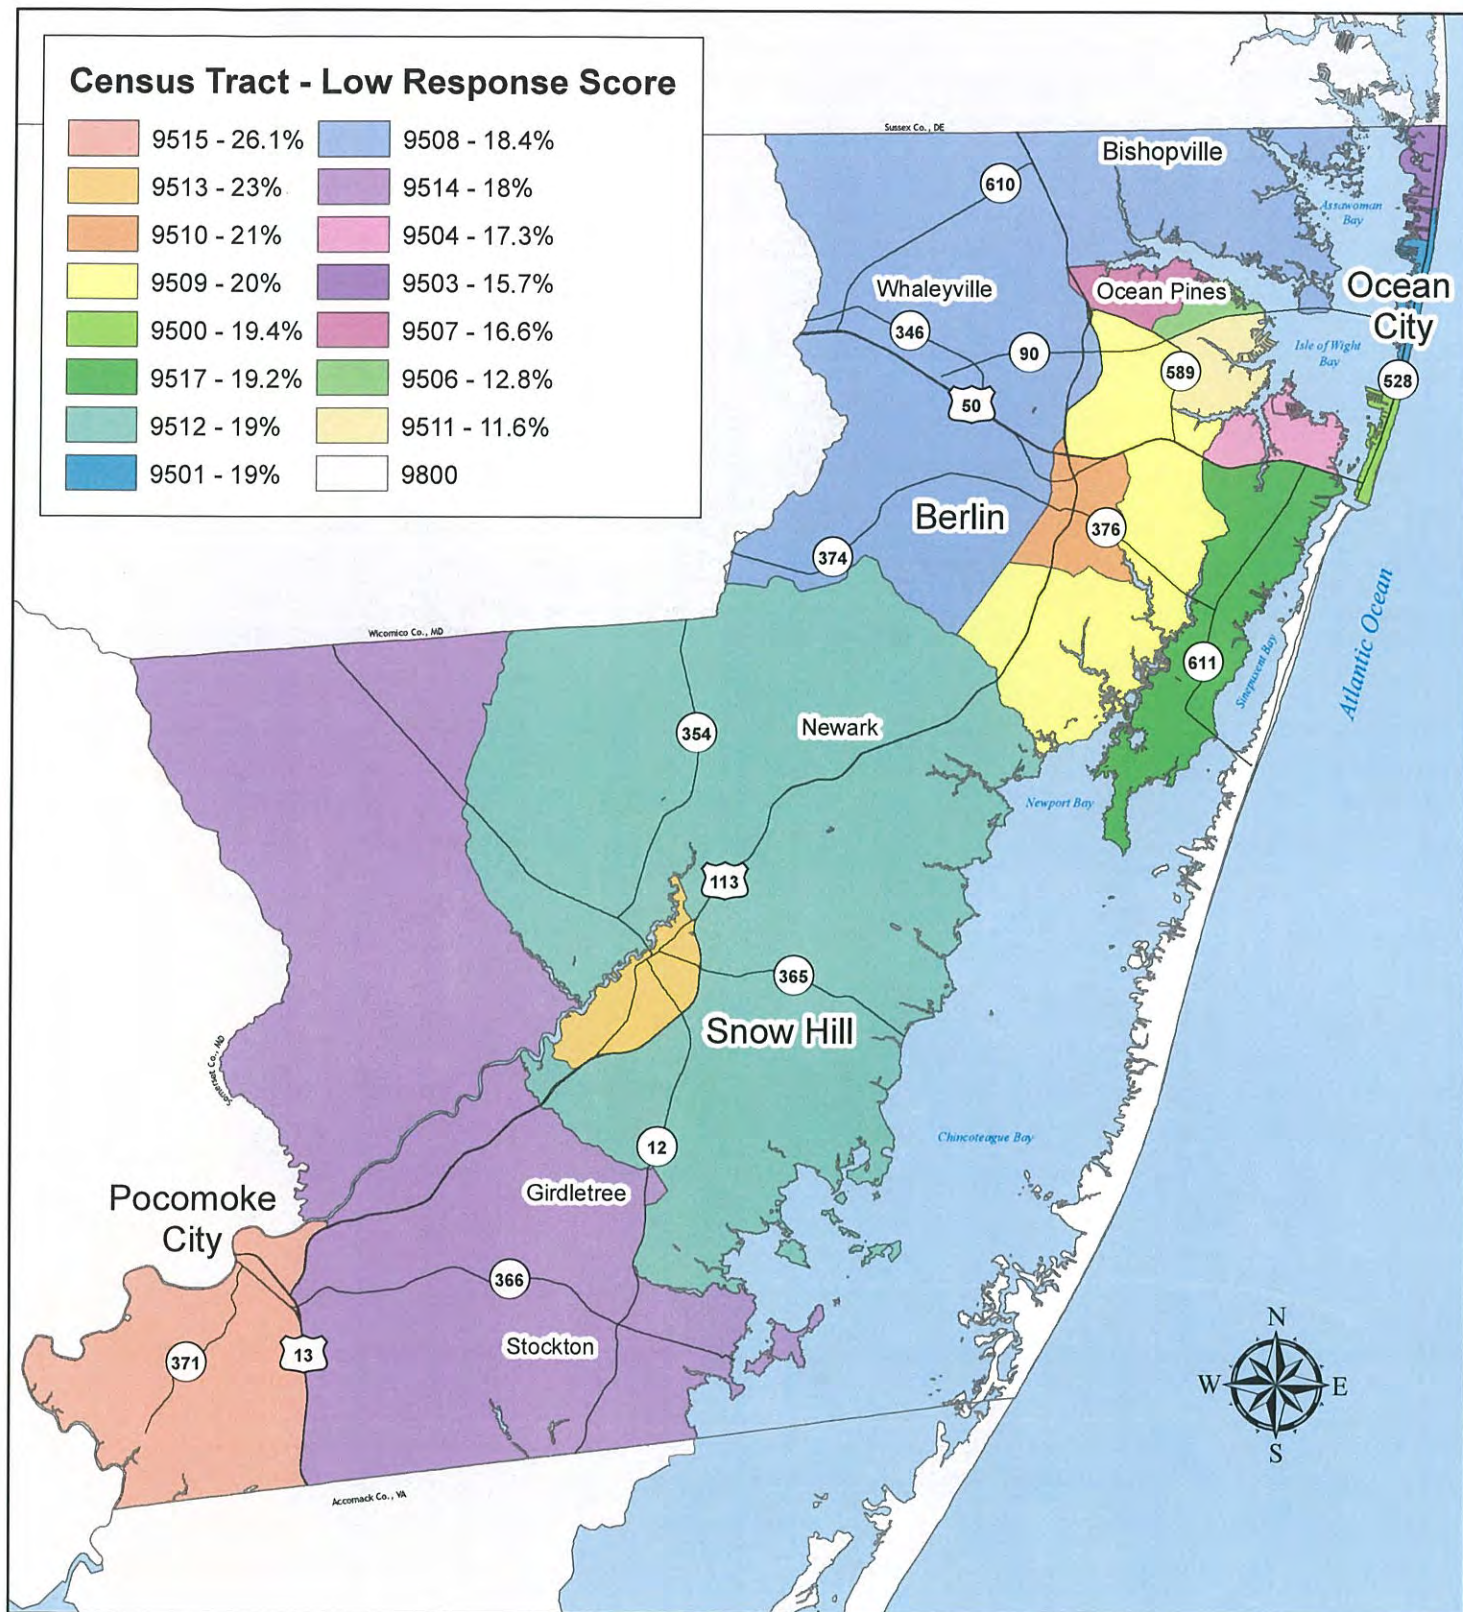 Census Tract - Low Response Score
9515 - 26.1%
9513 - 23%
9510 - 21%
9509 - 20%
9500 - 19.4%
9517 - 19.2%
9512 - 19%
9501 - 19%
9508 - 18.4%
9514 - 18%
9504 - 17.3%
9503 - 15.7%
9507 - 16.6%
9506 - 12.8%
9511 - 11.6%
9800
Sussex Co., DE
Bishopville
610
Assawoman
Bay
Whaleyville
Ocean Pines
Ocean
City
346
90
Isle of Wight
Bay
589
528
50
Berlin
376
374
Atlantic Ocean
Wicomico Co., MD
611
Sinepuxent Bay
354
Newark
Newport Bay
113
365
Snow Hill
Somerset Co., MD
Chincoteague Bay
12
Girdletree
Pocomoke
City
366
Stockton
371
13
N
W
E
S
Accomack Co., VA